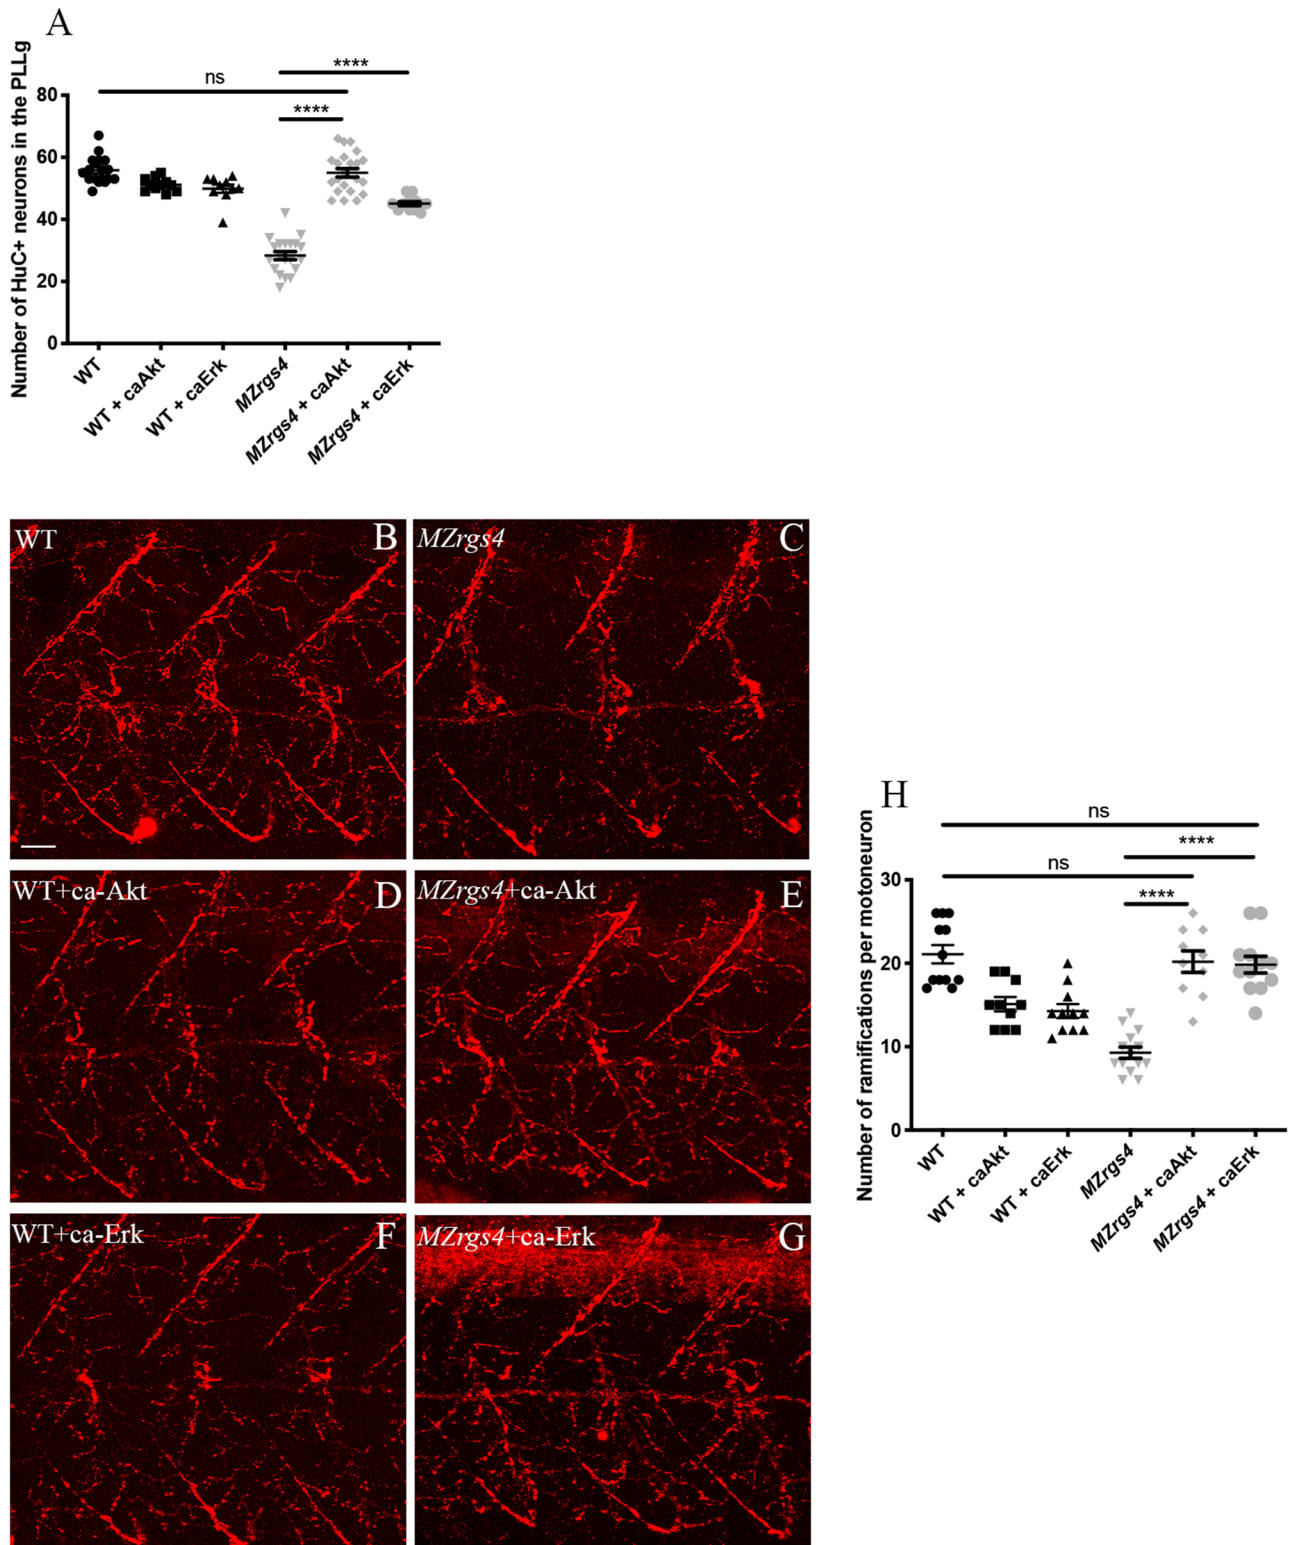 A
Number of HuC+ neurons in the PLLg
ns
****
****
80
60
40
20
0
WT
WT + caAkt
WT + caErk
MZrgs4
MZrgs4 + caAkt
MZrgs4 + caErk
WT
B
MZrgs4
C
WT+ca-Akt
D
MZrgs4+ca-Akt
E
WT+ca-Erk
F
MZrgs4+ca-Erk
G
H
Number of ramifications per motoneuron
ns
****
ns
****
30
20
10
0
WT
WT + caAkt
WT + caErk
MZrgs4
MZrgs4 + caAkt
MZrgs4 + caErk